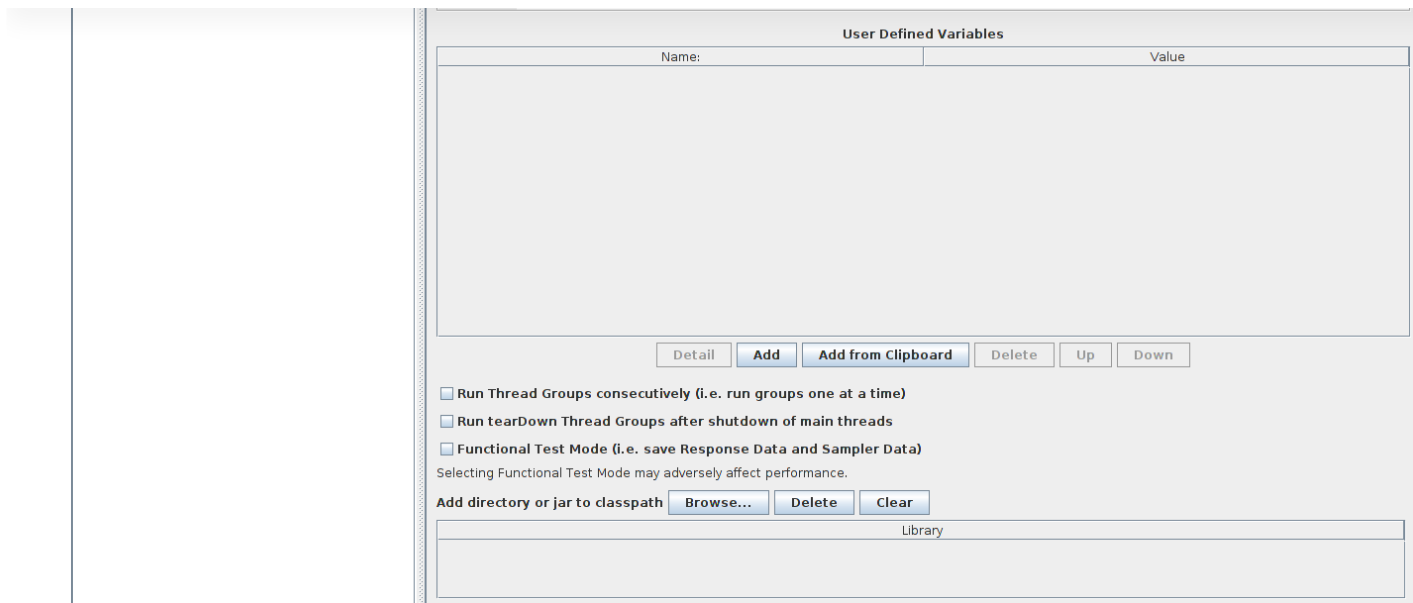 User Defined Variables
Name: Value
Detail Add Add from Clipboard Delete Up Down
Run Thread Groups consecutively (i.e. run groups one at a time)
Run tearDown Thread Groups after shutdown of main threads
Functional Test Mode (i.e. save Response Data and Sampler Data)
Selecting Functional Test Mode may adversely affect performance.
Add directory or jar to classpath Browse... Delete Clear
Library